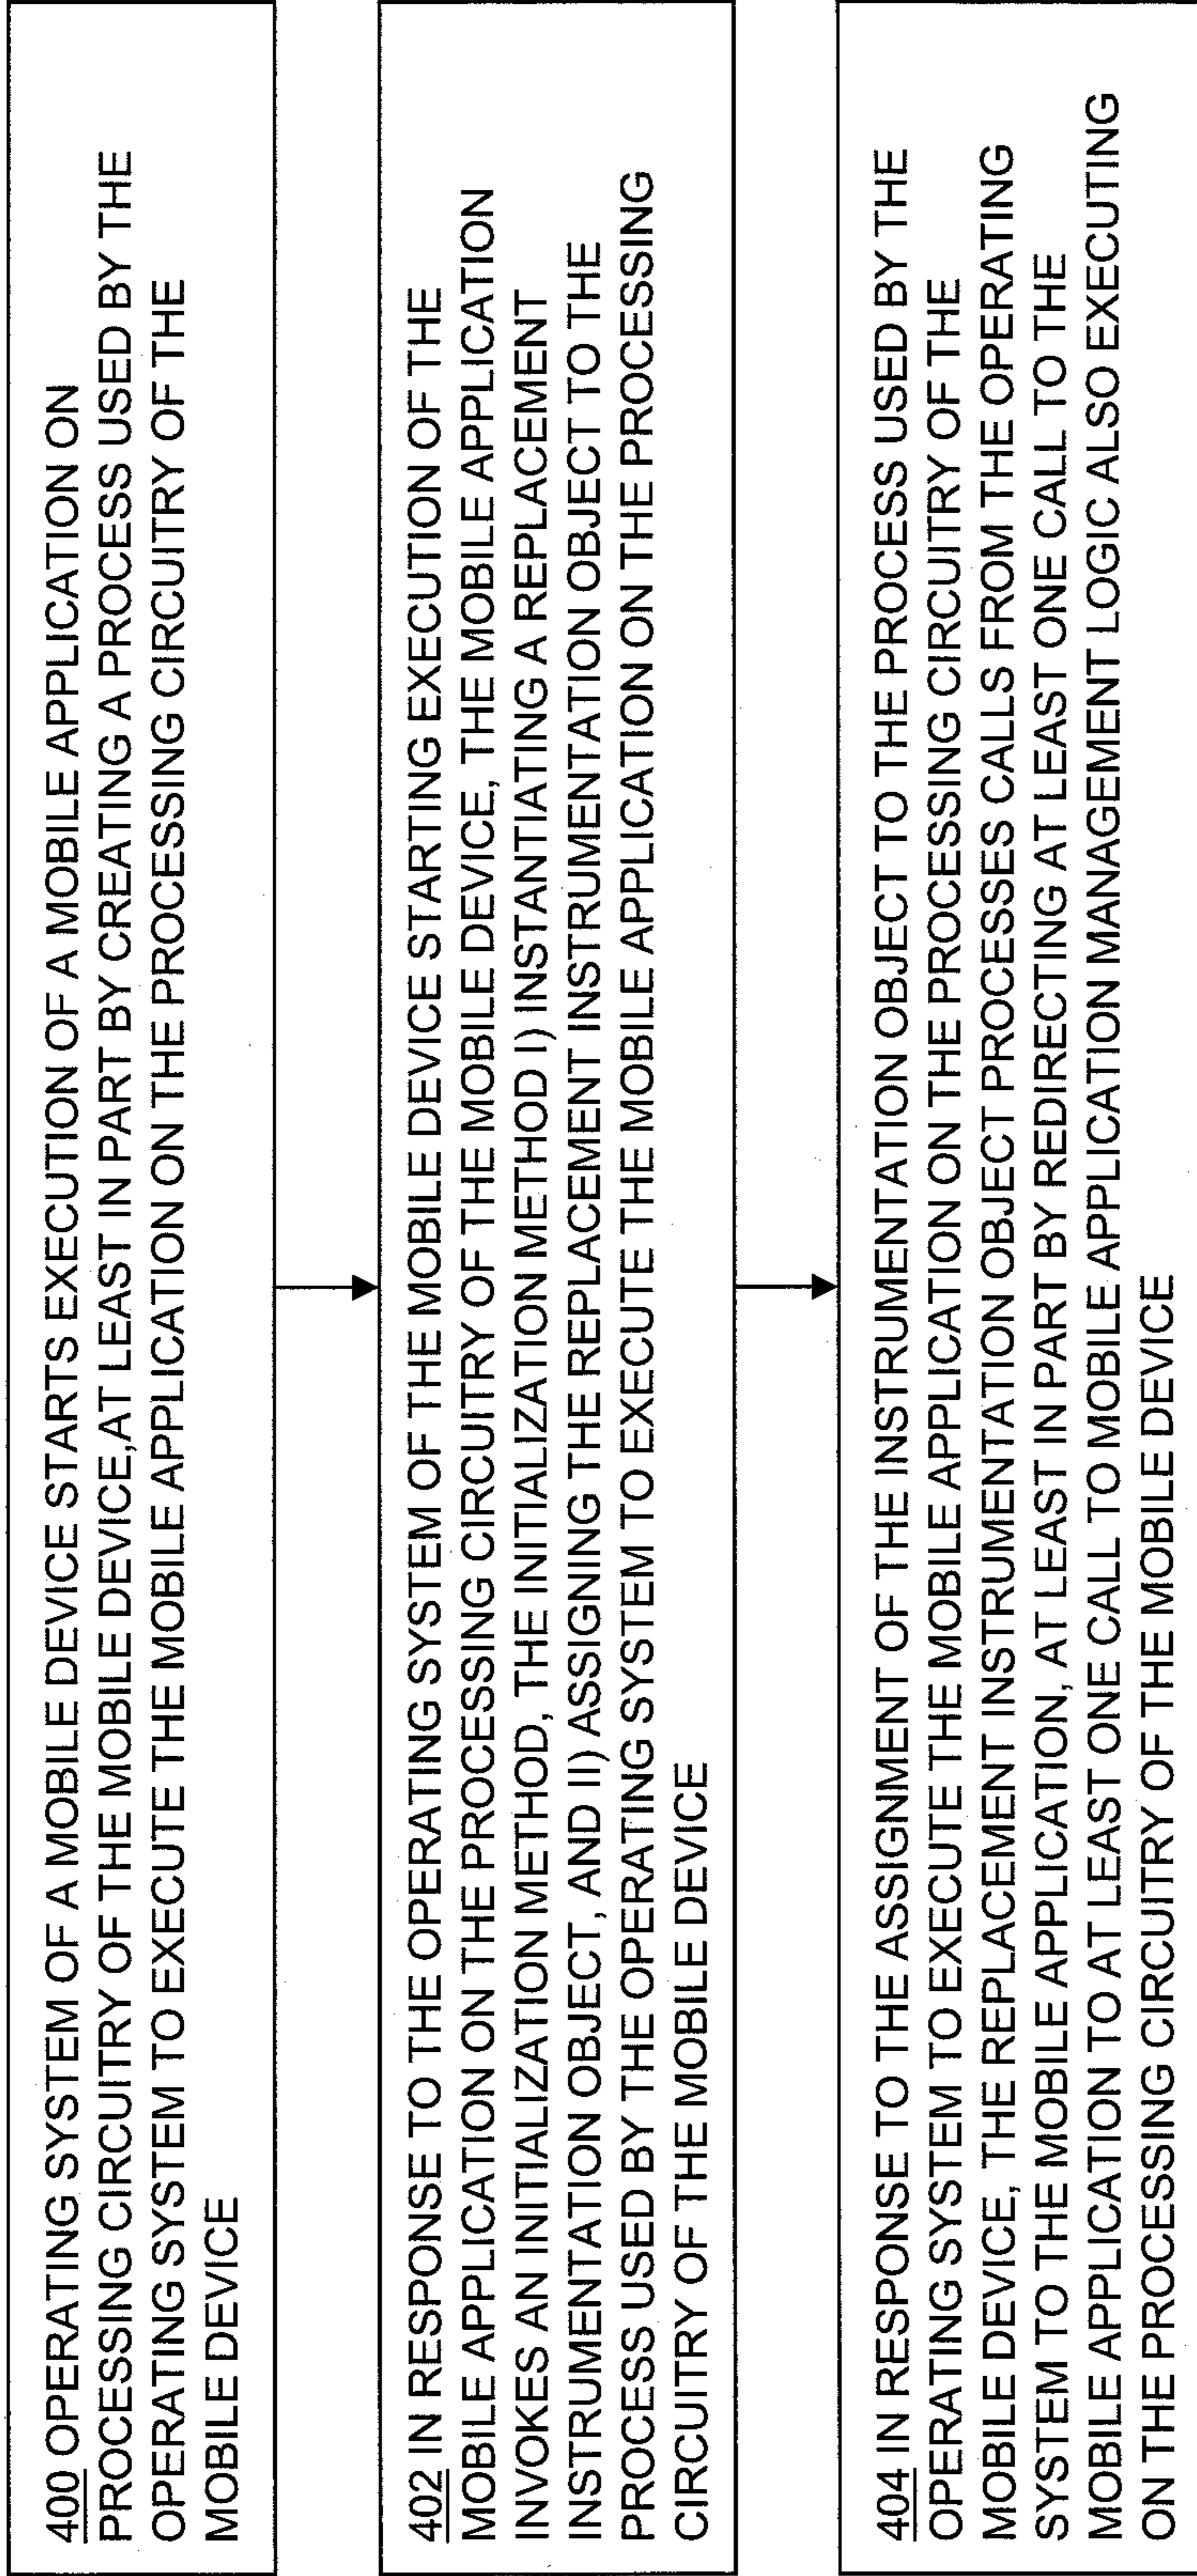 400 OPERATING SYSTEM OF A MOBILE DEVICE STARTS EXECUTION OF A MOBILE APPLICATION ON
PROCESSING CIRCUITRY OF THE MOBILE DEVICE,AT LEAST IN PART BY CREATING A PROCESS USED BY THE
OPERATING SYSTEM TO EXECUTE THE MOBILE APPLICATION ON THE PROCESSING CIRCUITRY OF THE
MOBILE DEVICE
402 IN RESPONSE TO THE OPERATING SYSTEM OF THE MOBILE DEVICE STARTING EXECUTION OF THE
MOBILE APPLICATION ON THE PROCESSING CIRCUITRY OF THE MOBILE DEVICE, THE MOBILE APPLICATION
INVOKES AN INITIALIZATION METHOD, THE INITIALIZATION METHOD I) INSTANTIATING A REPLACEMENT
INSTRUMENTATION OBJECT, AND II) ASSIGNING THE REPLACEMENT INSTRUMENTATION OBJECT TO THE
PROCESS USED BY THE OPERATING SYSTEM TO EXECUTE THE MOBILE APPLICATION ON THE PROCESSING
CIRCUITRY OF THE MOBILE DEVICE
404 IN RESPONSE TO THE ASSIGNMENT OF THE INSTRUMENTATION OBJECT TO THE PROCESS USED BY THE
OPERATING SYSTEM TO EXECUTE THE MOBILE APPLICATION ON THE PROCESSING CIRCUITRY OF THE
MOBILE DEVICE, THE REPLACEMENT INSTRUMENTATION OBJECT PROCESSES CALLS FROM THE OPERATING
SYSTEM TO THE MOBILE APPLICATION, AT LEAST IN PART BY REDIRECTING AT LEAST ONE CALL TO THE
MOBILE APPLICATION TO AT LEAST ONE CALL TO MOBILE APPLICATION MANAGEMENT LOGIC ALSO EXECUTING
ON THE PROCESSING CIRCUITRY OF THE MOBILE DEVICE